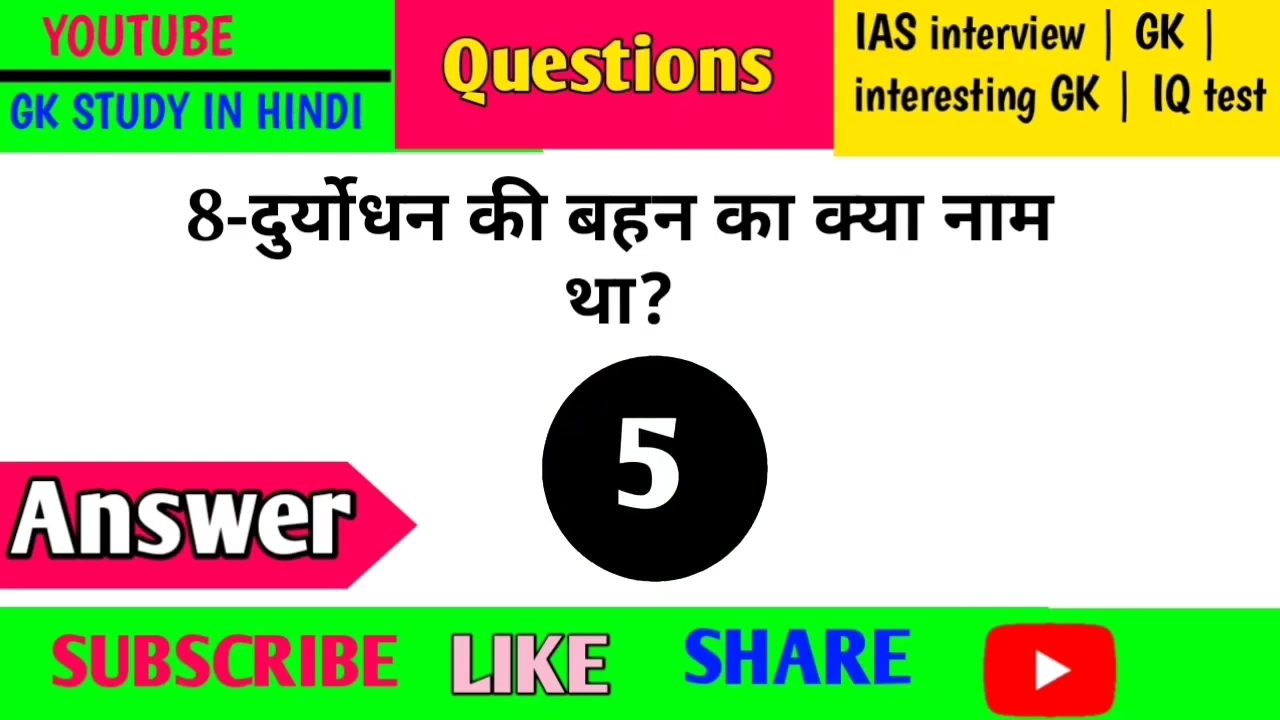 YOUTUBE
GK STUDY IN HINDI
Questions
IAS interview | GK |
interesting GK | IQ test
8-दुर्योधन की बहन का क्या नाम
था?
5
Answer
SUBSCRIBE LIKE SHARE